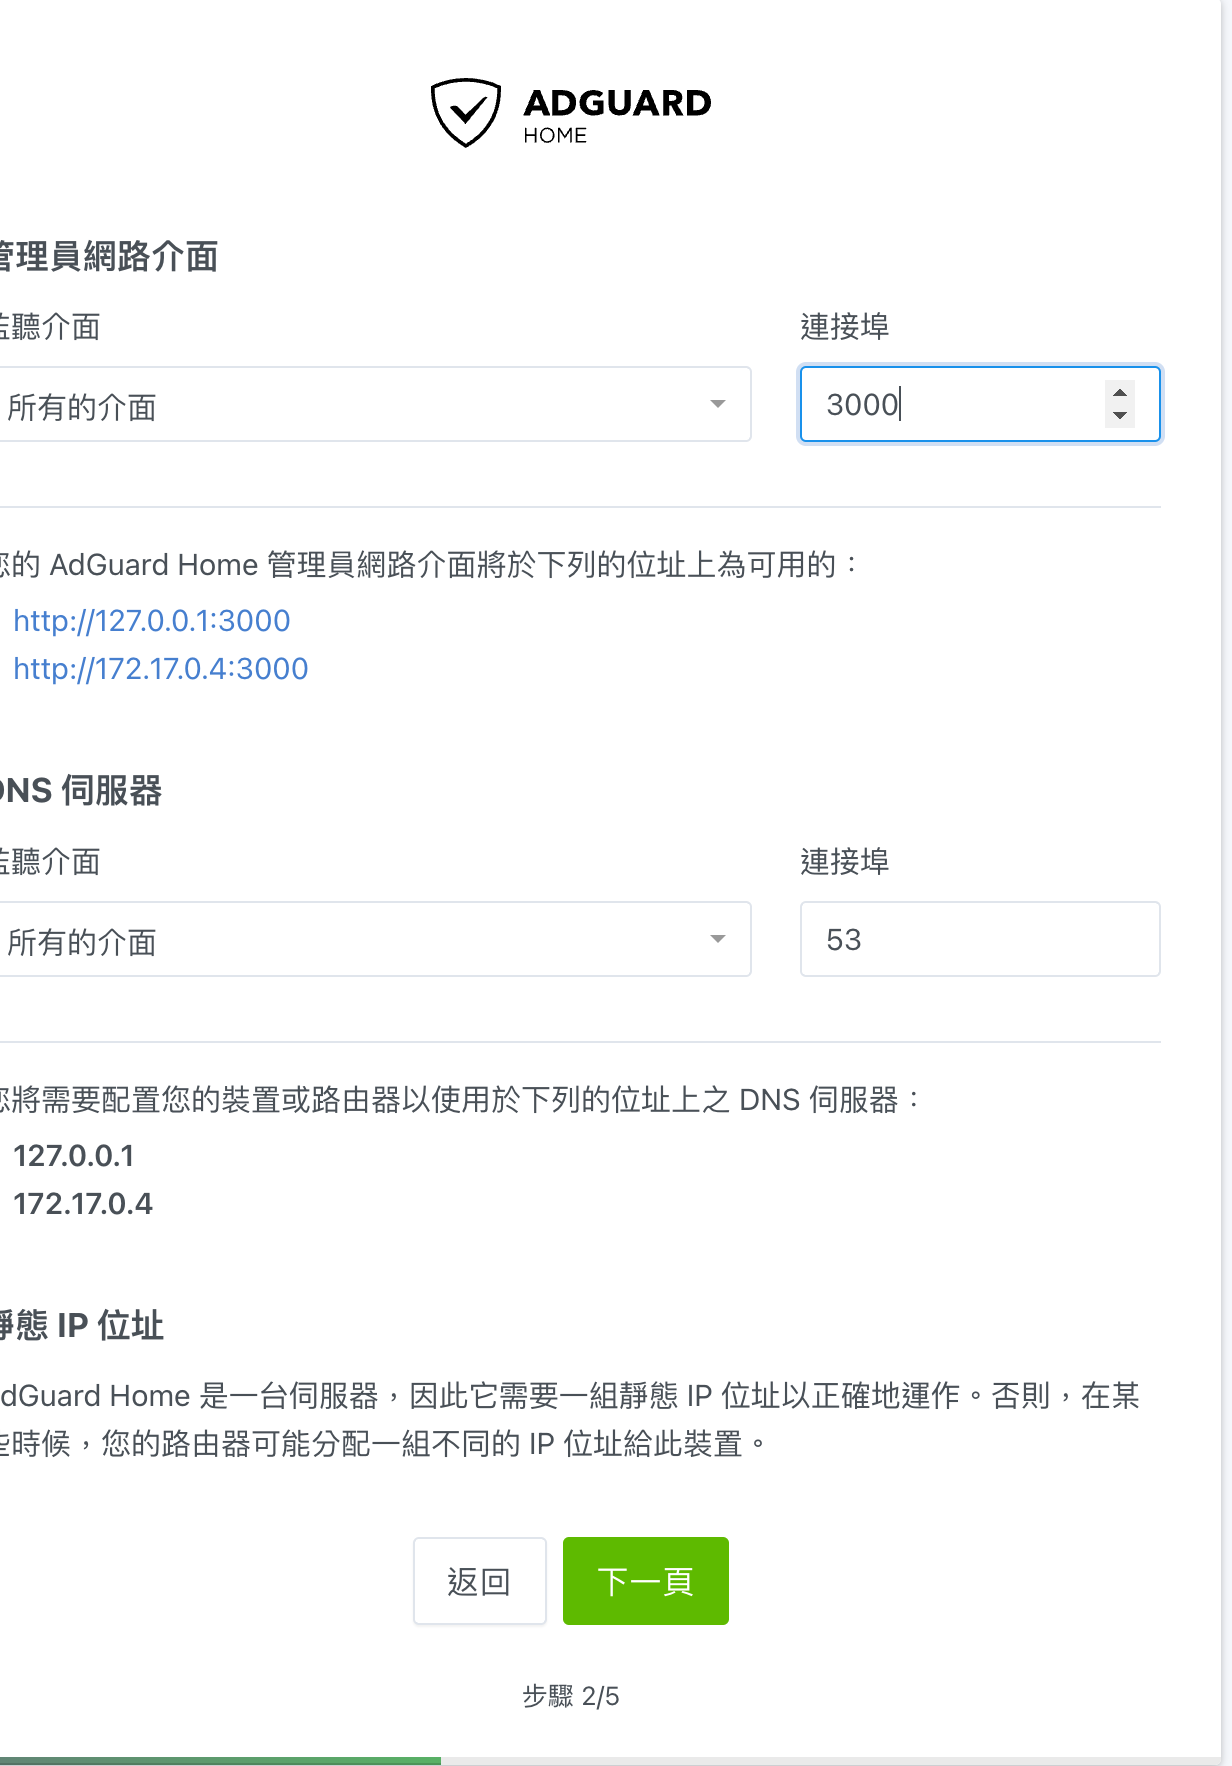 ADGUARD
HOME
管理員網路介面
監聽介面
連接埠
所有的介面
3000
您的 AdGuard Home 管理員網路介面將於下列的位址上為可用的：
http://127.0.0.1:3000
http://172.17.0.4:3000
DNS 伺服器
監聽介面
連接埠
所有的介面
53
您將需要配置您的裝置或路由器以使用於下列的位址上之 DNS 伺服器：
127.0.0.1
172.17.0.4
靜態 IP 位址
dGuard Home 是一台伺服器，因此它需要一組靜態 IP 位址以正確地運作。否則，在某
些時候，您的路由器可能分配一組不同的 IP 位址給此裝置。
返回
下一頁
步驟 2/5